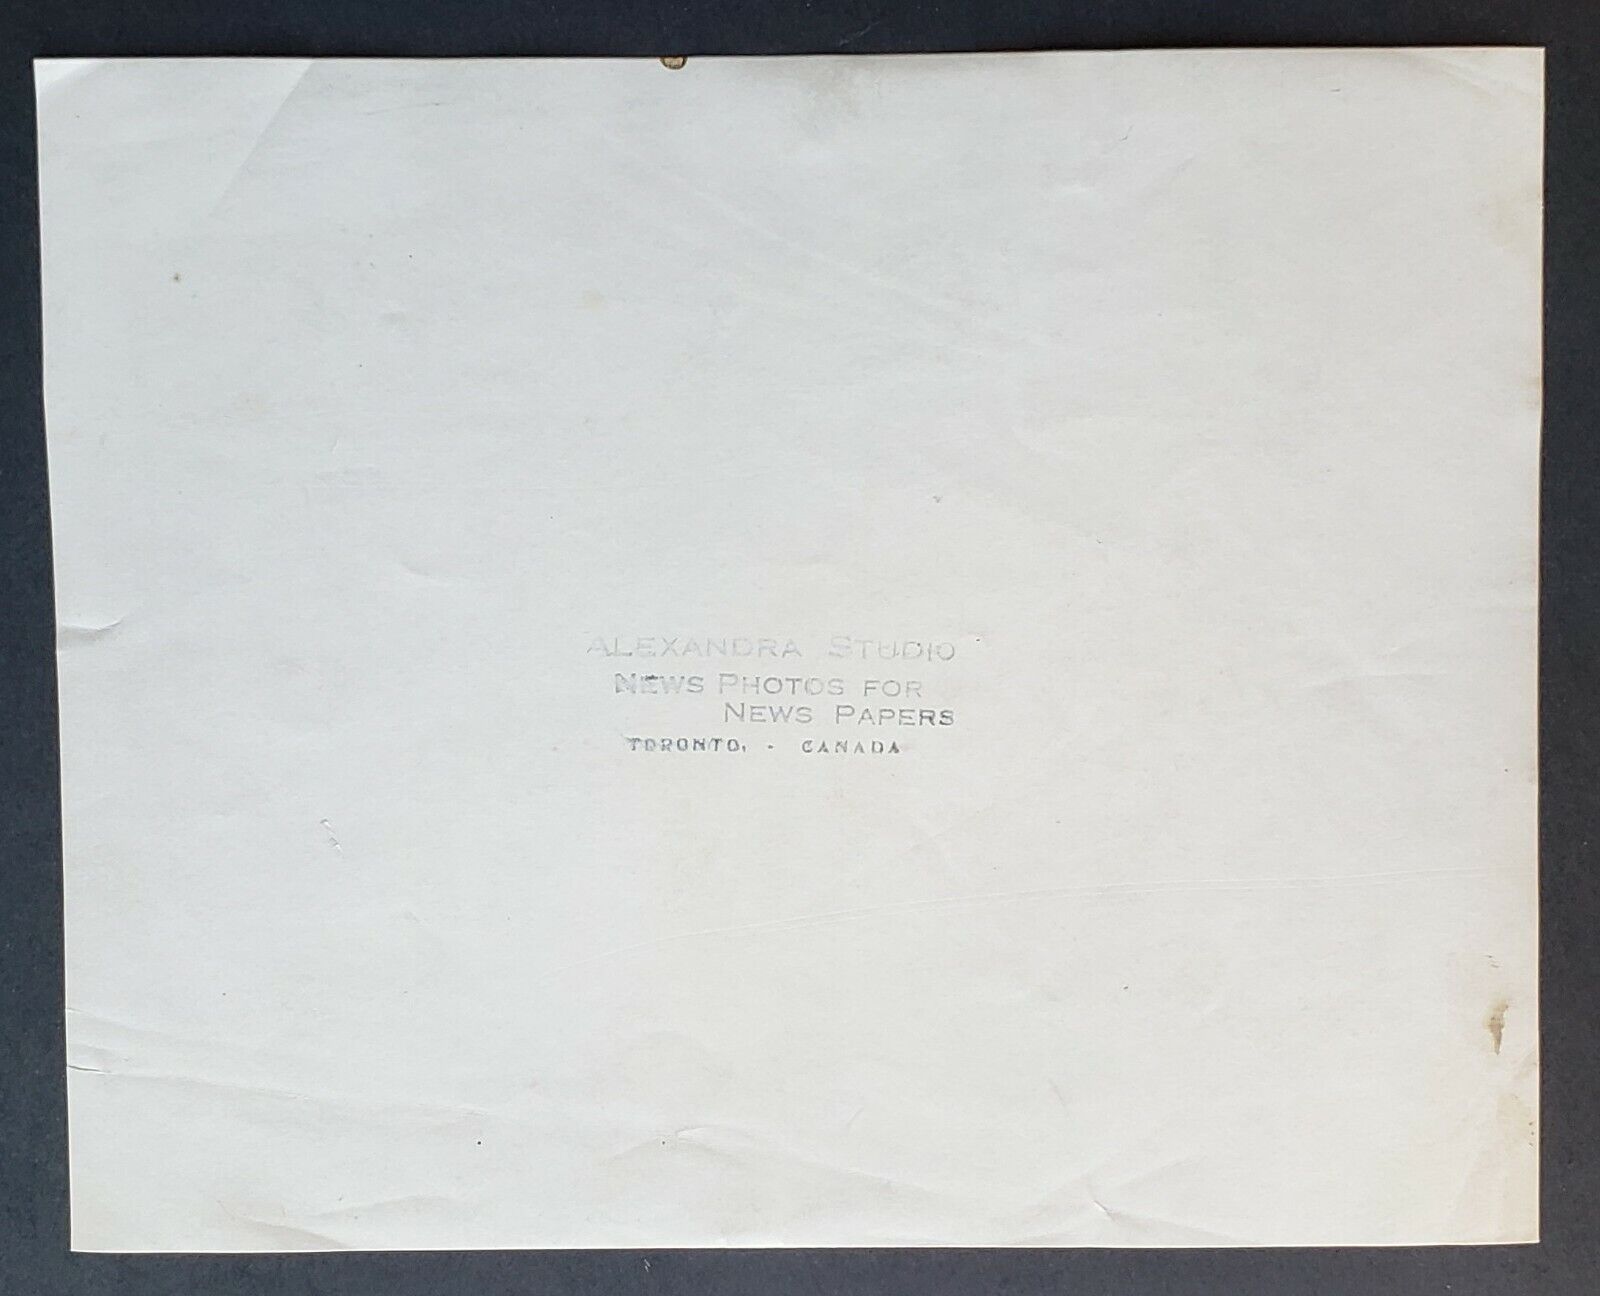 ALEXANDRA STUDIO
NEWS PHOTOS FOR
NEWS PAPERS
TORONTO, - CANADA